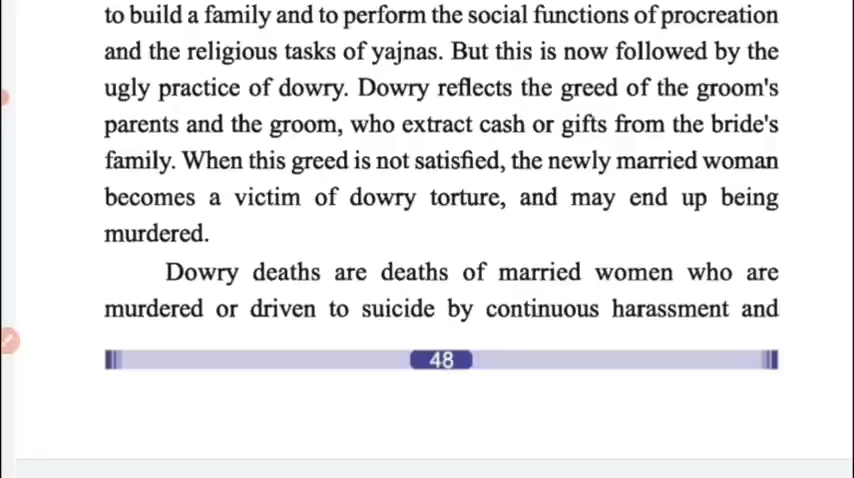 to build a family and to perform the social functions of procreation
and the religious tasks of yajnas. But this is now followed by the
ugly practice of dowry. Dowry reflects the greed of the groom's
parents and the groom, who extract cash or gifts from the bride's
family. When this greed is not satisfied, the newly married woman
becomes a victim of dowry torture, and may end up being
murdered.
Dowry deaths are deaths of married women who are
murdered or driven to suicide by continuous harassment and
48